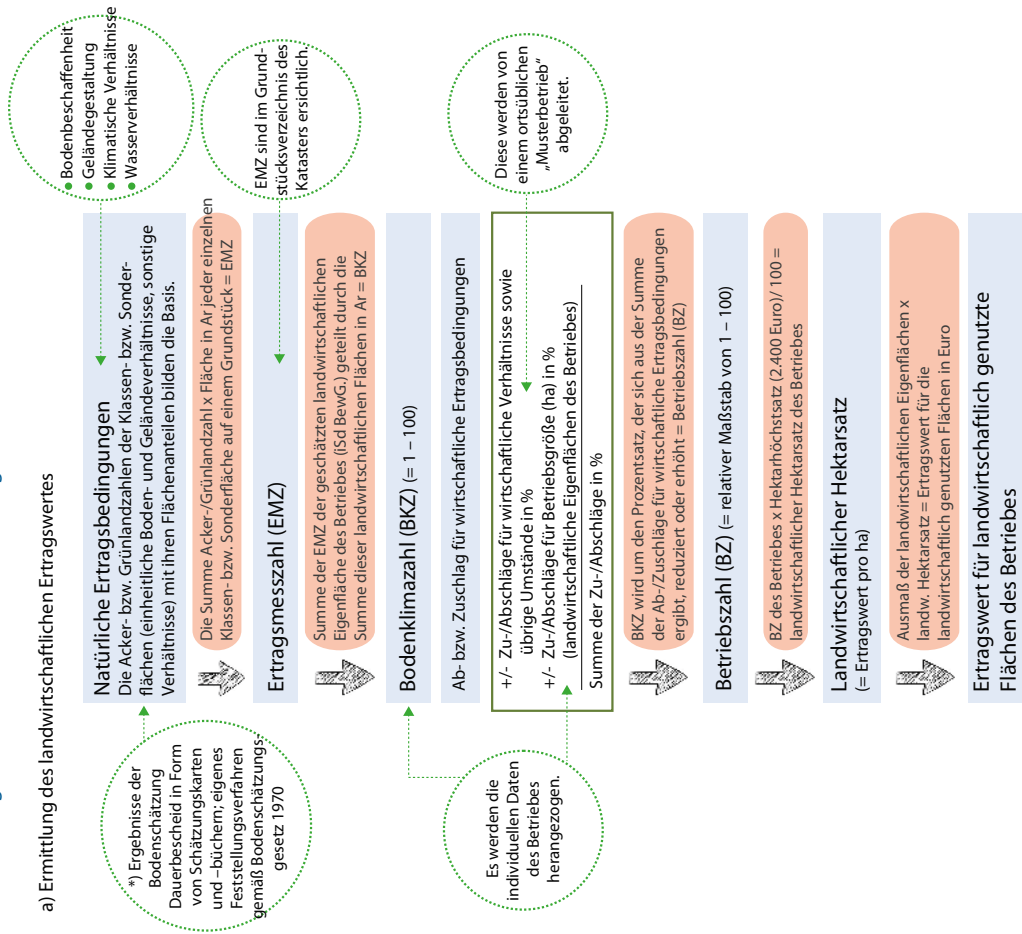 a) Ermittlung des landwirtschaftlichen Ertragswertes
*) Ergebnisse der
Bodenschätzung
Dauerbescheid in Form
von Schätzungskarten
und –büchern; eigenes
Feststellungsverfahren
gemäß Bodenschätzungs-
gesetz 1970
Natürliche Ertragsbedingungen
Die Acker- bzw. Grünlandzahlen der Klassen- bzw. Sonder-
flächen (einheitliche Boden- und Geländeverhältnisse, sonstige
Verhältnisse) mit ihren Flächenanteilen bilden die Basis.
● Bodenbeschaffenheit
● Geländegestaltung
● Klimatische Verhältnisse
● Wasserverhältnisse
Die Summe Acker-/Grünlandzahl x Fläche in Ar jeder einzelnen
Klassen- bzw. Sonderfläche auf einem Grundstück = EMZ
Ertragsmesszahl (EMZ)
EMZ sind im Grund-
stücksverzeichnis des
Katasters ersichtlich.
Summe der EMZ der geschätzten landwirtschaftlichen
Eigenfläche des Betriebes (iSd BewG.) geteilt durch die
Summe dieser landwirtschaftlichen Flächen in Ar = BKZ
Bodenklimazahl (BKZ) (= 1 – 100)
Ab- bzw. Zuschlag für wirtschaftliche Ertragsbedingungen
Es werden die
individuellen Daten
des Betriebes
herangezogen.
+/- Zu-/Abschläge für wirtschaftliche Verhältnisse sowie
übrige Umstände in %
+/- Zu-/Abschläge für Betriebsgröße (ha) in %
(landwirtschaftliche Eigenflächen des Betriebes)
Summe der Zu-/Abschläge in %
Diese werden von
einem ortsüblichen
„Musterbetrieb“
abgeleitet.
BKZ wird um den Prozentsatz, der sich aus der Summe
der Ab-/Zuschläge für wirtschaftliche Ertragsbedingungen
ergibt, reduziert oder erhöht = Betriebszahl (BZ)
Betriebszahl (BZ) (= relativer Maßstab von 1 – 100)
BZ des Betriebes x Hektarhöchstsatz (2.400 Euro)/ 100 =
landwirtschaftlicher Hektarsatz des Betriebes
Landwirtschaftlicher Hektarsatz
(= Ertragswert pro ha)
Ausmaß der landwirtschaftlichen Eigenflächen x
landw. Hektarsatz = Ertragswert für die
landwirtschaftlich genutzten Flächen in Euro
Ertragswert für landwirtschaftlich genutzte
Flächen des Betriebes